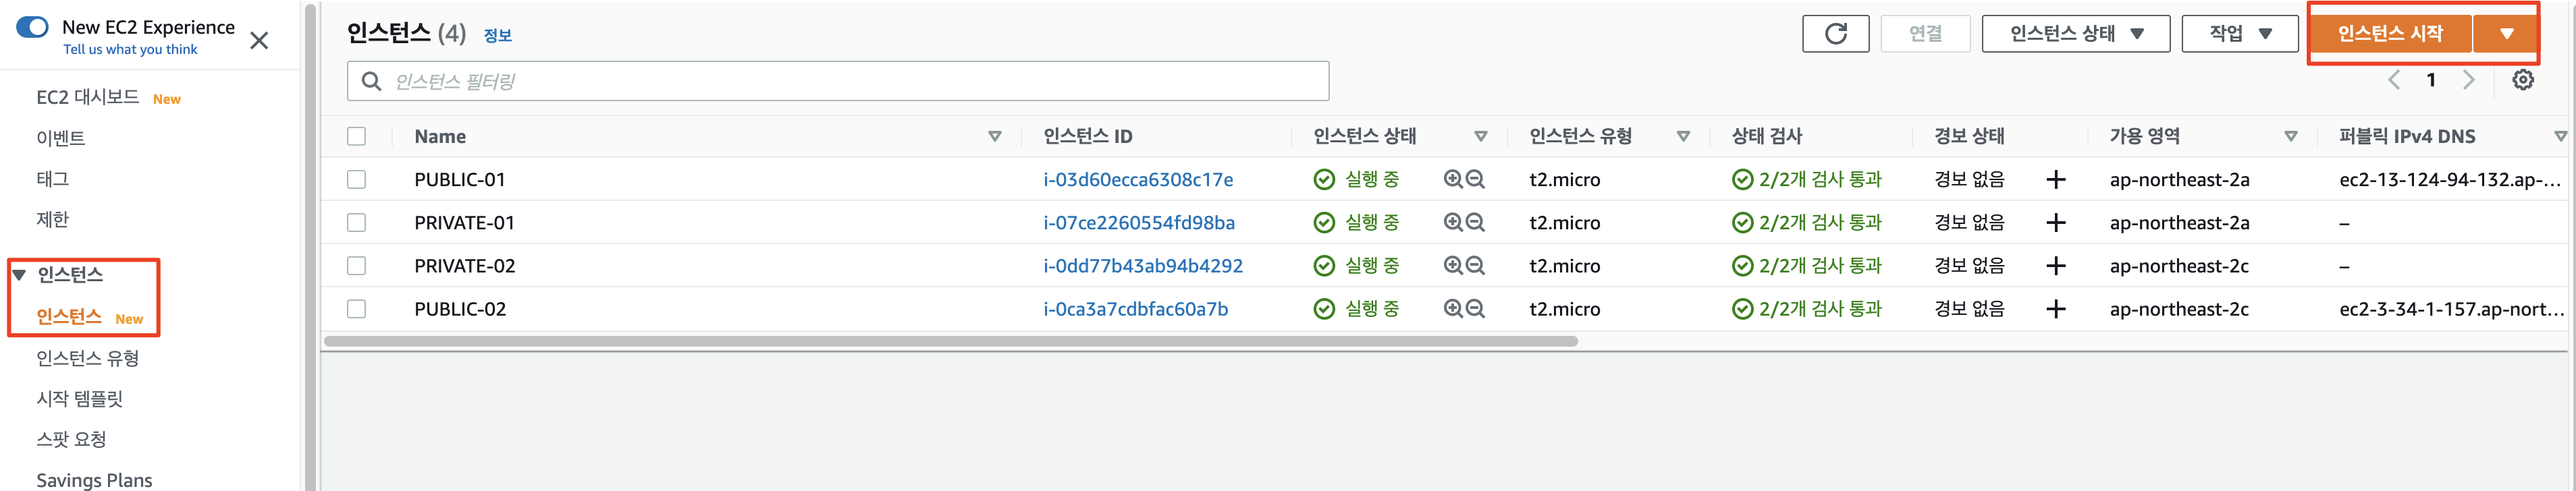 New EC2 Experience
Tell us what you think
EC2 대시보드 New
이벤트
태그
제한
인스턴스
인스턴스 New
인스턴스 유형
시작 템플릿
스팟 요청
Savings Plans
인스턴스 (4) 정보
연결 인스턴스 상태 작업 인스턴스 시작
인스턴스 필터링
1
Name 인스턴스 ID 인스턴스 상태 인스턴스 유형 상태 검사 경보 상태 가용 영역 퍼블릭 IPv4 DNS
PUBLIC-01 i-03d60ecca6308c17e 실행 중 t2.micro 2/2개 검사 통과 경보 없음 + ap-northeast-2a ec2-13-124-94-132.ap-...
PRIVATE-01 i-07ce2260554fd98ba 실행 중 t2.micro 2/2개 검사 통과 경보 없음 + ap-northeast-2a –
PRIVATE-02 i-0dd77b43ab94b4292 실행 중 t2.micro 2/2개 검사 통과 경보 없음 + ap-northeast-2c –
PUBLIC-02 i-0ca3a7cdbfac60a7b 실행 중 t2.micro 2/2개 검사 통과 경보 없음 + ap-northeast-2c ec2-3-34-1-157.ap-nort...